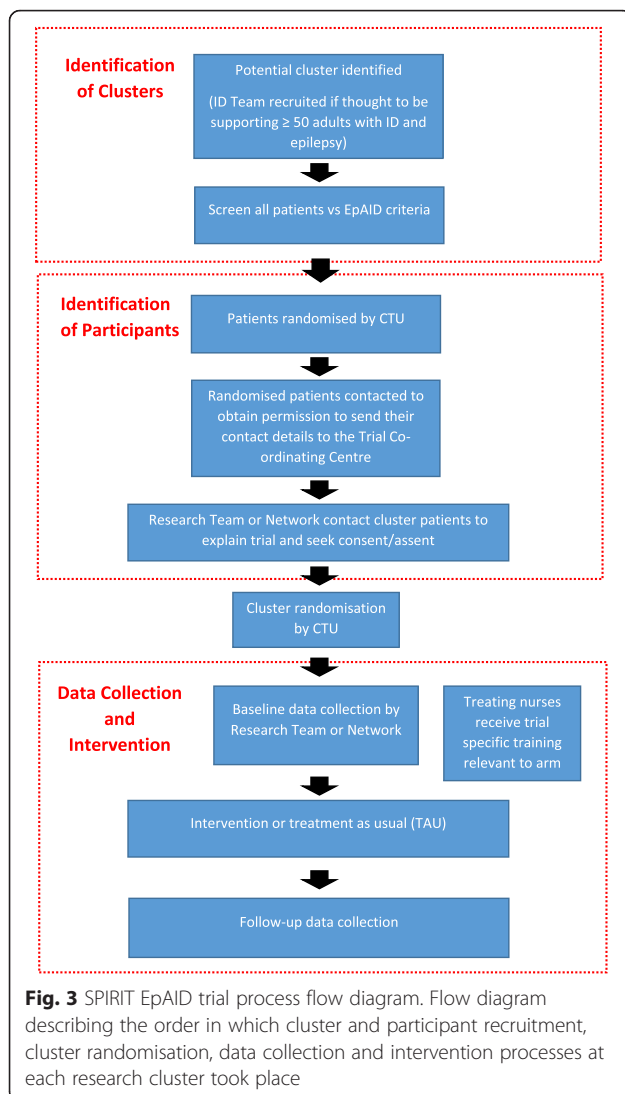 Identification
of Clusters
Potential cluster identified
(ID Team recruited if thought to be
supporting ≥ 50 adults with ID and
epilepsy)
Screen all patients vs EpAID criteria
Identification
of Participants
Patients randomised by CTU
Randomised patients contacted to
obtain permission to send their
contact details to the Trial Co-
ordinating Centre
Research Team or Network contact cluster patients to
explain trial and seek consent/assent
Cluster randomisation
by CTU
Data Collection
and
Intervention
Baseline data collection by
Research Team or Network
Treating nurses
receive trial
specific training
relevant to arm
Intervention or treatment as usual (TAU)
Follow-up data collection
Fig. 3 SPIRIT EpAID trial process flow diagram. Flow diagram
describing the order in which cluster and participant recruitment,
cluster randomisation, data collection and intervention processes at
each research cluster took place